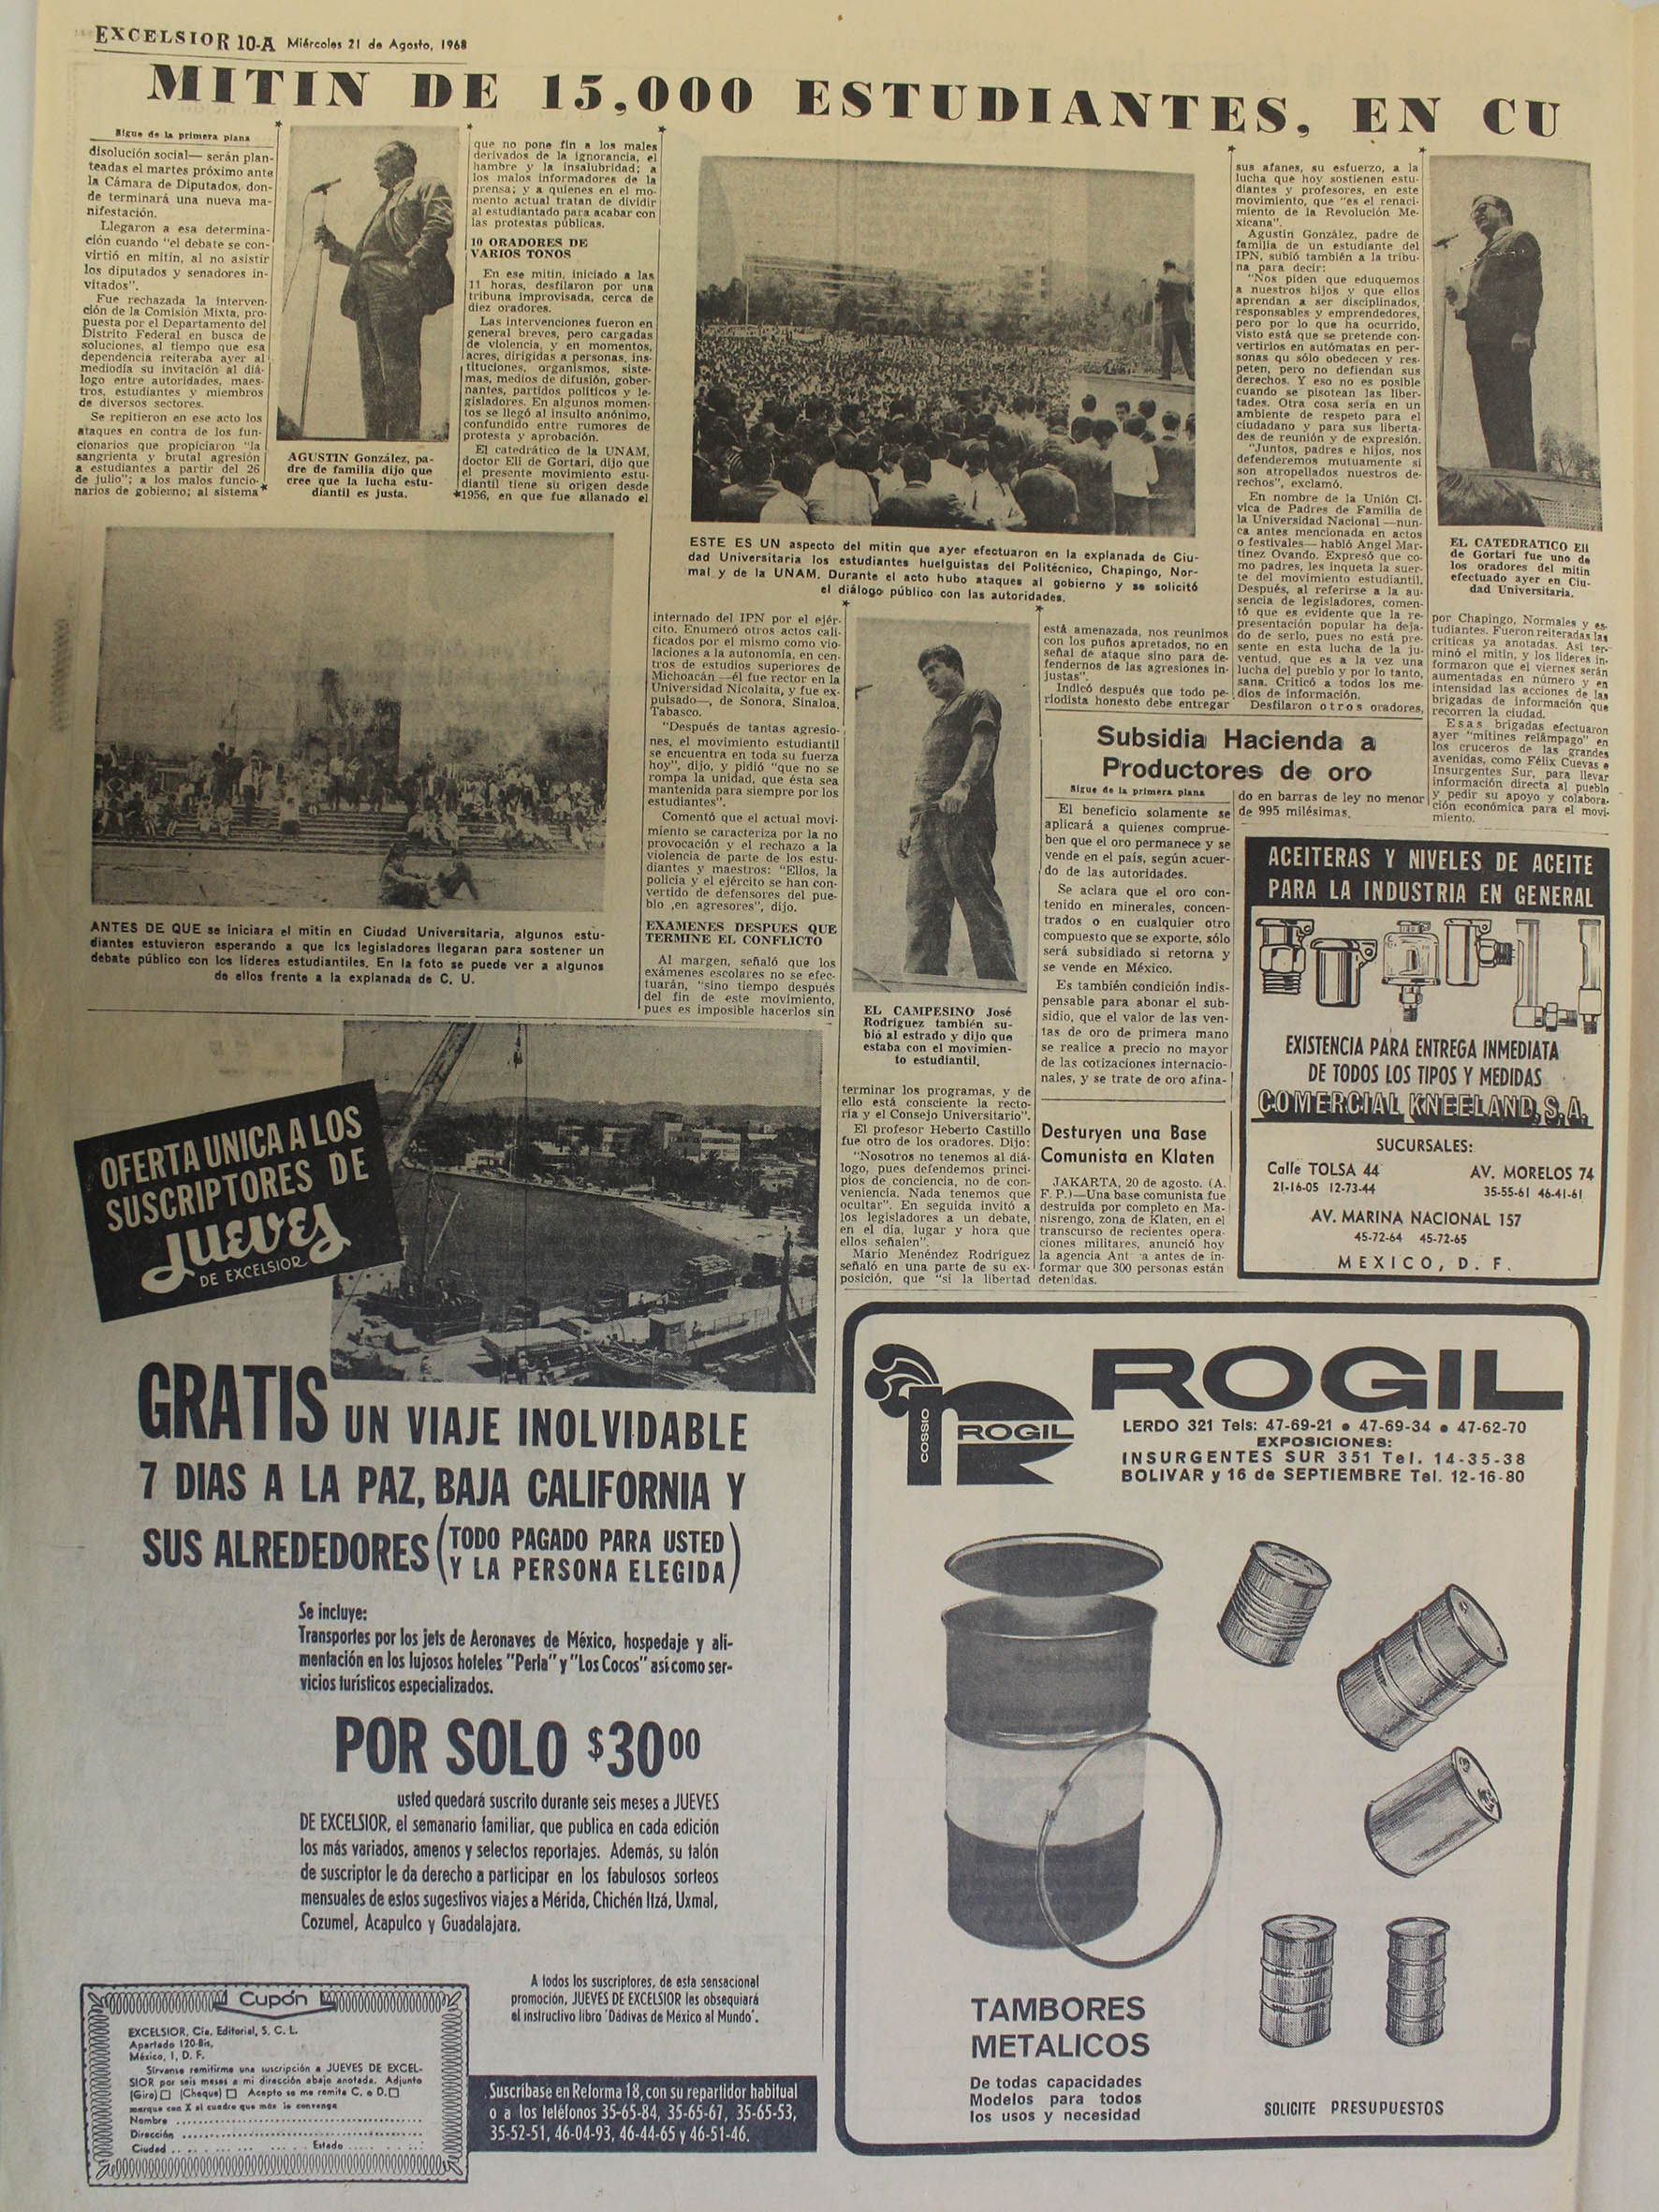 EXCELSIOR 10-A Miércoles 21 de Agosto, 1968
MITIN DE 15,000 ESTUDIANTES, EN CU
Sigue de la primera plana
disolución social— serán plan-
teadas el martes próximo ante
la Cámara de Diputados, don-
de terminará una nueva ma-
nifestación.
Llegaron a esa determina-
ción cuando "el debate se con-
virtió en mitin, al no asistir
los diputados y senadores in-
vitados".
Fue rechazada la interven-
ción de la Comisión Mixta, pro-
puesta por el Departamento del
Distrito Federal en busca de
soluciones, al tiempo que esa
dependencia reiteraba ayer al
mediodía su invitación al diá-
logo entre autoridades, maes-
tros, estudiantes y miembros
de diversos sectores.
Se repitieron en ese acto los
ataques en contra de los fun-
cionarios que propiciaron "la
sangrienta y brutal agresión
a estudiantes a partir del 26
de julio"; a los malos funcio-
narios de gobierno; al sistema
AGUSTIN González, pa-
dre de familia dijo que
cree que la lucha estu-
diantil es justa.
que no pone fin a los males
derivados de la ignorancia, el
hambre y la insalubridad; a
los malos informadores de la
prensa; y a quienes en el mo-
mento actual tratan de dividir
al estudiantado para acabar con
las protestas públicas.
10 ORADORES DE
VARIOS TONOS
En ese mitin, iniciado a las
11 horas, desfilaron por una
tribuna improvisada, cerca de
diez oradores.
Las intervenciones fueron en
general breves, pero cargadas
de violencia, y en momentos,
acres, dirigidas a personas, ins-
tituciones, organismos, siste-
mas, medios de difusión, gober-
nantes, partidos políticos y le-
gisladores. En algunos momen-
tos se llegó al insulto anónimo,
confundido entre rumores de
protesta y aprobación.
El catedrático de la UNAM,
doctor Eli de Gortari, dijo que
el presente movimiento estu-
diantil tiene su origen desde
1956, en que fue allanado el
ESTE ES UN aspecto del mitin que ayer efectuaron en la explanada de Ciu-
dad Universitaria los estudiantes huelguistas del Politécnico, Chapingo, Nor-
mal y de la UNAM. Durante el acto hubo ataques al gobierno y se solicitó
el diálogo público con las autoridades.
ANTES DE QUE se iniciara el mitin en Ciudad Universitaria, algunos estu-
diantes estuvieron esperando a que lcs legisladores llegaran para sostener un
debate público con los líderes estudiantiles. En la foto se puede ver a algunos
de ellos frente a la explanada de C. U.
internado del IPN por el ejér-
cito. Enumeró otros actos cali-
ficados por el mismo como vio-
laciones a la autonomía, en cen-
tros de estudios superiores de
Michoacán —él fue rector en la
Universidad Nicolaita, y fue ex-
pulsado—, de Sonora, Sinaloa,
Tabasco.
"Después de tantas agresio-
nes, el movimiento estudiantil
se encuentra en toda su fuerza
hoy", dijo, y pidió "que no se
rompa la unidad, que ésta sea
mantenida para siempre por los
estudiantes".
Comentó que el actual movi-
miento se caracteriza por la no
provocación y el rechazo a la
violencia de parte de los estu-
diantes y maestros: "Ellos, la
policía y el ejército se han con-
vertido de defensores del pue-
blo ,en agresores", dijo.
EXAMENES DESPUES QUE
TERMINE EL CONFLICTO
Al margen, señaló que los
exámenes escolares no se efec-
tuarán, "sino tiempo después
del fin de este movimiento,
pues es imposible hacerlos sin
EL CAMPESINO José
Rodríguez también su-
bió al estrado y dijo que
estaba con el movimien-
to estudiantil.
terminar los programas, y de
ello está consciente la recto-
ría y el Consejo Universitario".
El profesor Heberto Castillo
fue otro de los oradores. Dijo:
"Nosotros no tenemos al diá-
logo, pues defendemos princi-
pios de conciencia, no de con-
veniencia. Nada tenemos que
ocultar". En seguida invitó a
los legisladores a un debate,
en el día, lugar y hora que
ellos señalen".
Mario Menéndez Rodríguez
señaló en una parte de su ex-
posición, que "si la libertad
está amenazada, nos reunimos
con los puños apretados, no en
señal de ataque sino para de-
fendernos de las agresiones in-
justas".
Indicó después que todo pe-
riodista honesto debe entregar
sus afanes, su esfuerzo, a la
lucha que hoy sostienen estu-
diantes y profesores, en este
movimiento, que "es el renaci-
miento de la Revolución Me-
xicana".
Agustín González, padre de
familia de un estudiante del
IPN, subió también a la tribu-
na para decir:
"Nos piden que eduquemos
a nuestros hijos y que ellos
aprendan a ser disciplinados,
responsables y emprendedores,
pero por lo que ha ocurrido,
visto está que se pretende con-
vertirlos en autómatas en per-
sonas qu sólo obedecen y res-
peten, pero no defiendan sus
derechos. Y eso no es posible
cuando se pisotean las liber-
tades. Otra cosa sería en un
ambiente de respeto para el
ciudadano y para sus liberta-
des de reunión y de expresión.
"Juntos, padres e hijos, nos
defenderemos mutuamente si
son atropellados nuestros de-
rechos", exclamó.
En nombre de la Unión Cí-
vica de Padres de Familia de
la Universidad Nacional —nun-
ca antes mencionada en actos
o festivales— habló Angel Mar-
tínez Ovando. Expresó que co-
mo padres, les inqueta la suer-
te del movimiento estudiantil.
Después, al referirse a la au-
sencia de legisladores, comen-
tó que es evidente que la re-
presentación popular ha deja-
do de serlo, pues no está pre-
sente en esta lucha de la ju-
ventud, que es a la vez una
lucha del pueblo y por lo tanto,
sana. Criticó a todos los me-
dios de información.
Desfilaron otros oradores,
EL CATEDRATICO Eli
de Gortari fue uno de
los oradores del mitin
efectuado ayer en Ciu-
dad Universitaria.
por Chapingo, Normales y es-
tudiantes. Fueron reiteradas las
críticas ya anotadas. Así ter-
minó el mitin, y los líderes in-
formaron que el viernes serán
aumentadas en número y en
intensidad las acciones de las
brigadas de información que
recorren la ciudad.
Esas brigadas efectuaron
ayer "mítines relámpago" en
los cruceros de las grandes
avenidas, como Félix Cuevas e
Insurgentes Sur, para llevar
información directa al pueblo
y pedir su apoyo y colabora-
ción económica para el movi-
miento.
Subsidia Hacienda a
Productores de oro
Sigue de la primera plana
El beneficio solamente se
aplicará a quienes comprue-
ben que el oro permanece y se
vende en el país, según acuer-
do de las autoridades.
Se aclara que el oro con-
tenido en minerales, concen-
trados o en cualquier otro
compuesto que se exporte, sólo
será subsidiado si retorna y
se vende en México.
Es también condición indis-
pensable para abonar el sub-
sidio, que el valor de las ven-
tas de oro de primera mano
se realice a precio no mayor
de las cotizaciones internacio-
nales, y se trate de oro afina-
do en barras de ley no menor
de 995 milésimas.
Desturyen una Base
Comunista en Klaten
JAKARTA, 20 de agosto. (A.
F. P.)—Una base comunista fue
destruida por completo en Ma-
nisrengo, zona de Klaten, en el
transcurso de recientes opera-
ciones militares, anunció hoy
la agencia Ant a antes de in-
formar que 300 personas están
detenidas.
ACEITERAS Y NIVELES DE ACEITE
PARA LA INDUSTRIA EN GENERAL
EXISTENCIA PARA ENTREGA INMEDIATA
DE TODOS LOS TIPOS Y MEDIDAS
COMERCIAL KNEELAND, S.A.
SUCURSALES:
Calle TOLSA 44 AV. MORELOS 74
21-16-05 12-73-44 35-55-61 46-41-61
AV. MARINA NACIONAL 157
45-72-64 45-72-65
MEXICO, D. F.
OFERTA UNICA A LOS
SUSCRIPTORES DE
JUEVES
DE EXCELSIOR
GRATIS UN VIAJE INOLVIDABLE
7 DIAS A LA PAZ, BAJA CALIFORNIA Y
SUS ALREDEDORES (TODO PAGADO PARA USTED
Y LA PERSONA ELEGIDA)
Se incluye:
Transportes por los jets de Aeronaves de México, hospedaje y ali-
mentación en los lujosos hoteles "Perla" y "Los Cocos" así como ser-
vicios turísticos especializados.
POR SOLO $30.00
usted quedará suscrito durante seis meses a JUEVES
DE EXCELSIOR, el semanario familiar, que publica en cada edición
los más variados, amenos y selectos reportajes. Además, su talón
de suscriptor le da derecho a participar en los fabulosos sorteos
mensuales de estos sugestivos viajes a Mérida, Chichén Itzá, Uxmal,
Cozumel, Acapulco y Guadalajara.
A todos los suscriptores, de esta sensacional
promoción, JUEVES DE EXCELSIOR les obsequiará
el instructivo libro 'Dádivas de México al Mundo'.
Cupón
EXCELSIOR, Cía. Editorial, S. C. L.
Apartado 120-Bis,
México, 1, D. F.
Sírvanse remitirme una suscripción a JUEVES DE EXCEL-
SIOR por seis meses a mi dirección abajo anotada. Adjunto
(Giro) (Cheque) Acepto se me remita C. o D.
marque con X el cuadro que más le convenga
Nombre
Dirección
Ciudad Estado
Suscríbase en Reforma 18, con su repartidor habitual
o a los teléfonos 35-65-84, 35-65-67, 35-65-53,
35-52-51, 46-04-93, 46-44-65 y 46-51-46.
COSSIO
ROGIL
ROGIL
LERDO 321 Tels: 47-69-21 • 47-69-34 • 47-62-70
EXPOSICIONES:
INSURGENTES SUR 351 Tel. 14-35-38
BOLIVAR y 16 de SEPTIEMBRE Tel. 12-16-80
TAMBORES
METALICOS
De todas capacidades
Modelos para todos
los usos y necesidad
SOLICITE PRESUPUESTOS